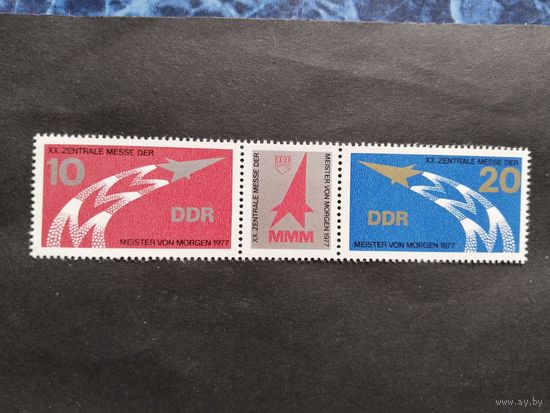 XX. ZENTRALE MESSE DER
10
DDR
MEISTER VON MORGEN 1977
XX. ZENTRALE MESSE DER
MEISTER VON MORGEN 1977
MMM
XX. ZENTRALE MESSE DER
20
DDR
MEISTER VON MORGEN 1977
www.ay.by